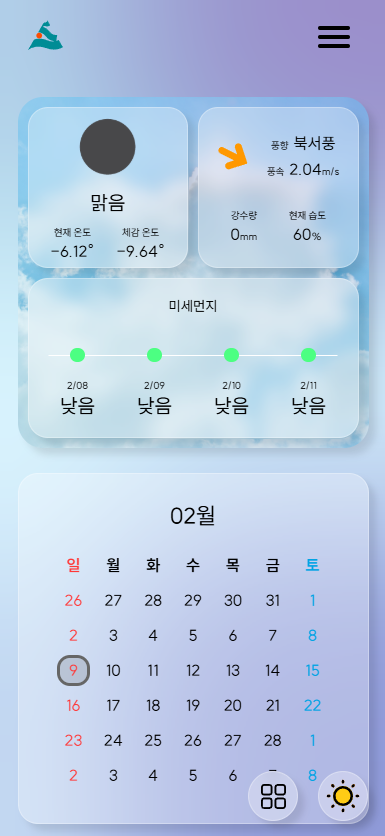 맑음
현재 온도 체감 온도
-6.12° -9.64°
풍향 북서풍
풍속 2.04m/s
강수량 현재 습도
0mm 60%
미세먼지
2/08 2/09 2/10 2/11
낮음 낮음 낮음 낮음
02월
일 월 화 수 목 금 토
26 27 28 29 30 31 1
2 3 4 5 6 7 8
9 10 11 12 13 14 15
16 17 18 19 20 21 22
23 24 25 26 27 28 1
2 3 4 5 6 7 8